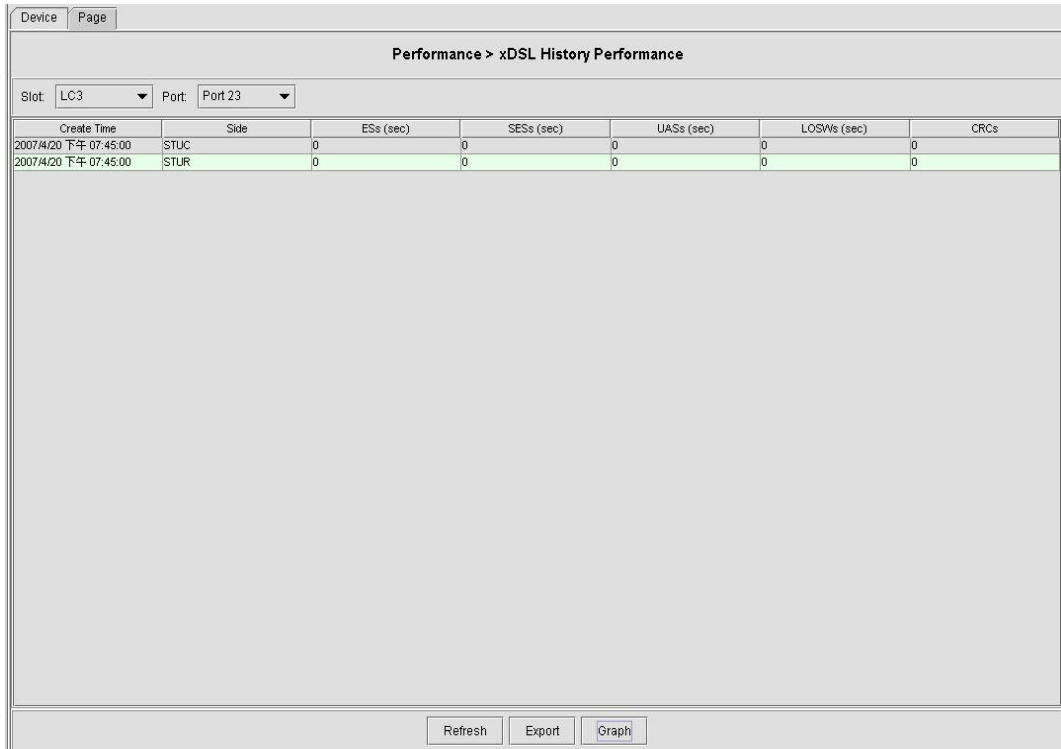 Device Page
Performance > xDSL History Performance
Slot: LC3 Port: Port 23
Create Time Side ESs (sec) SESs (sec) UASs (sec) LOSWs (sec) CRCs
2007/4/20 下午 07:45:00 STUC 0 0 0 0 0
2007/4/20 下午 07:45:00 STUR 0 0 0 0 0
Refresh Export Graph